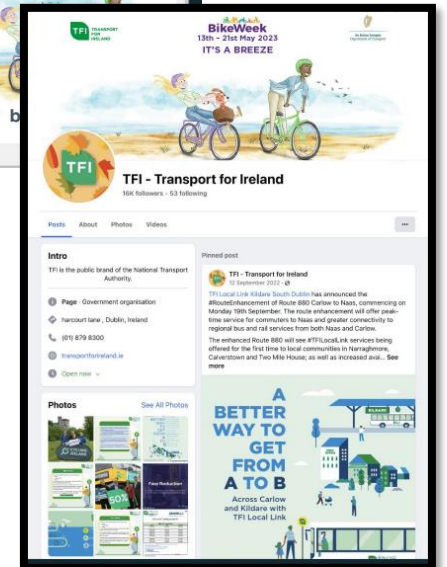 b
TFI
TRANSPORT
FOR
IRELAND
BikeWeek
13th - 21st May 2023
IT'S A BREEZE
TFI
TFI - Transport for Ireland
16K followers • 53 following
Posts
About
Photos
Videos
Intro
TFI is the public brand of the National Transport
Authority.
Page · Government organisation
harcourt lane , Dublin, Ireland
(01) 879 8300
transportforireland.ie
Open now
Photos
See All Photos
50%
Fare Reduction
Pinned post
TFI - Transport for Ireland
12 September 2022
TFI Local Link Kildare South Dublin has announced the
#RouteEnhancement of Route 880 Carlow to Naas, commencing on
Monday 19th September. The route enhancement will offer peak-
time service for commuters to Naas and greater connectivity to
regional bus and rail services from both Naas and Carlow.
The enhanced Route 880 will see #TFILocalLink services being
offered for the first time to local communities in Narraghmore,
Calverstown and Two Mile House; as well as increased avai... See
more
A
BETTER
WAY TO
GET
FROM
A TO B
Across Carlow
and Kildare with
TFI Local Link
KILDARE